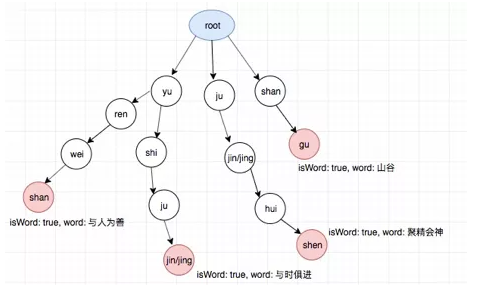 root
yu
ju
shan
ren
shi
jin/jing
gu
isWord: true, word: 山谷
wei
shan
ju
hui
isWord: true, word: 与人为善
jin/jing
shen
isWord: true, word: 聚精会神
isWord: true, word: 与时俱进